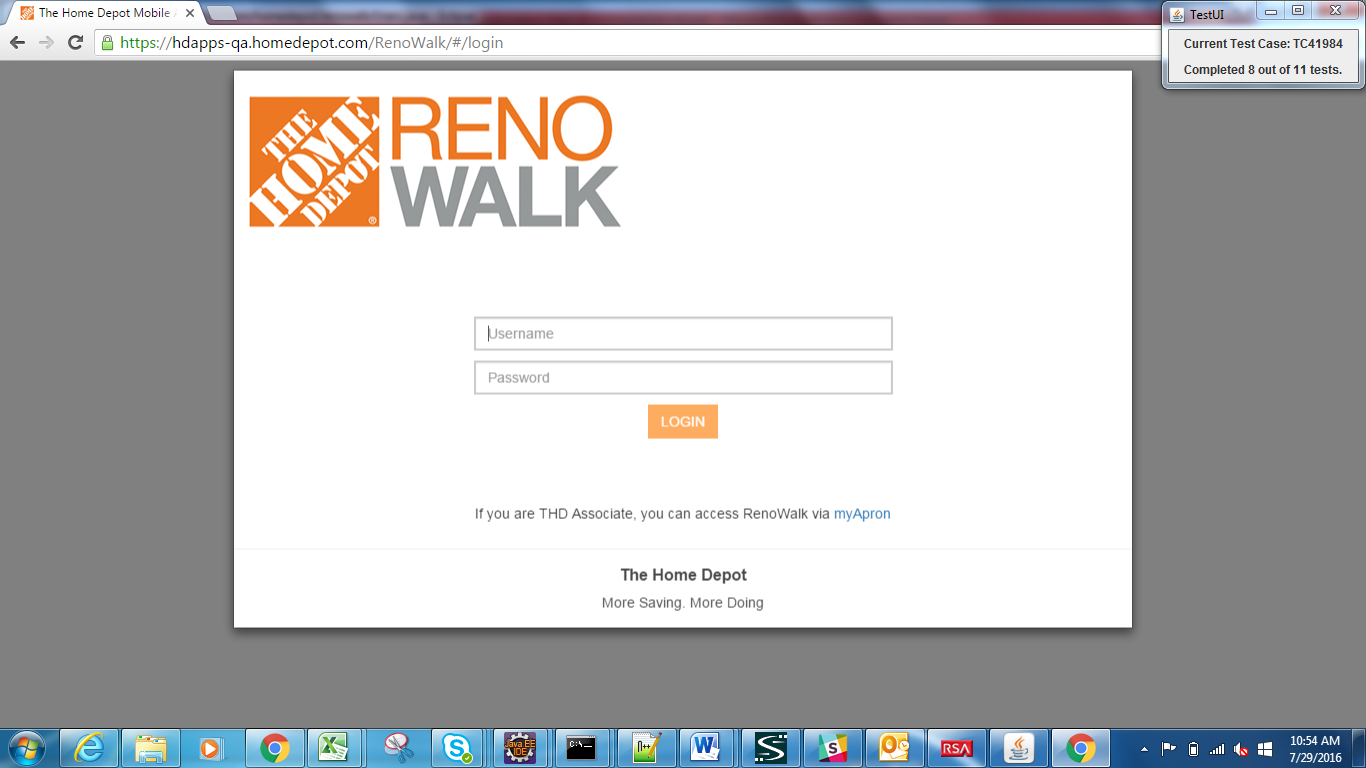 The Home Depot Mobile
TestUI
https://hdapps-qa.homedepot.com/RenoWalk/#/login
Current Test Case: TC41984
Completed 8 out of 11 tests.
THE HOME DEPOT
RENO
WALK
Username
Password
LOGIN
If you are THD Associate, you can access RenoWalk via myApron
The Home Depot
More Saving. More Doing
Java EE
IDE
C:\
RSA
10:54 AM
7/29/2016